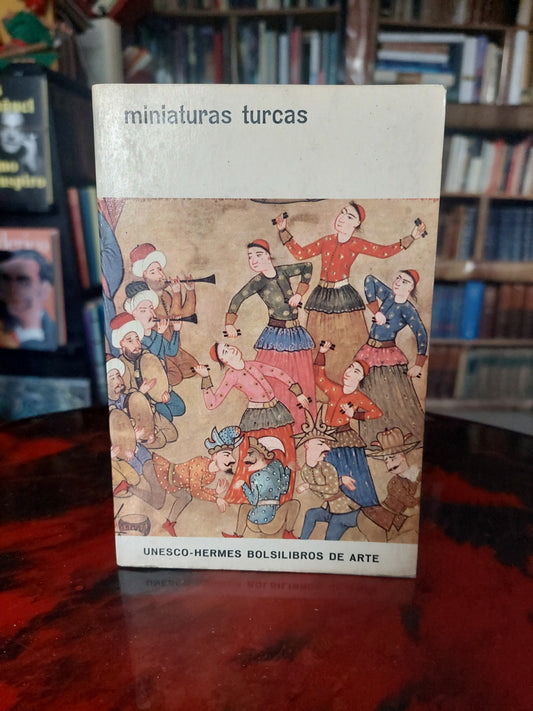 miniaturas turcas
UNESCO-HERMES BOLSILIBROS DE ARTE